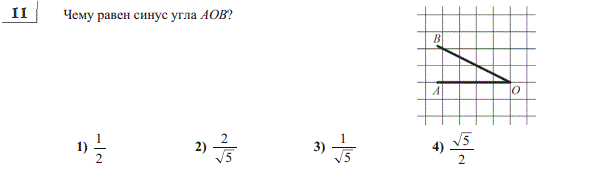 11 Чему равен синус угла AOB?
B
A O
1) 1/2 2) 2/√5 3) 1/√5 4) √5/2